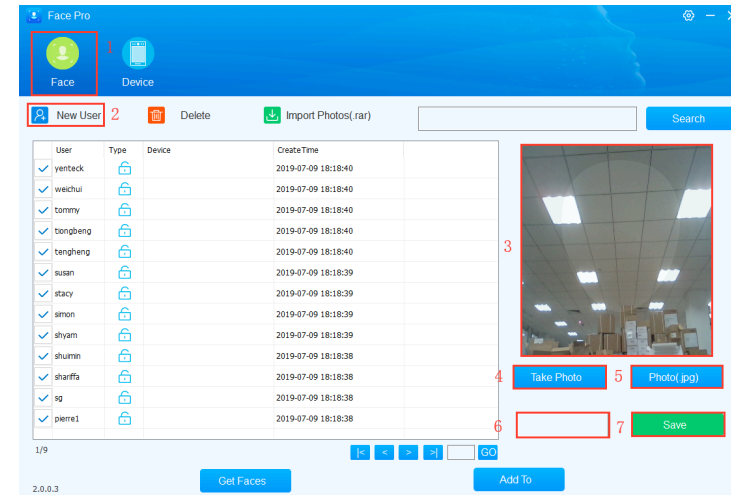 Face Pro
1
Face Device
New User 2 Delete Import Photos(.rar) Search
User Type Device CreateTime
yenteck 2019-07-09 18:18:40
weichui 2019-07-09 18:18:40
tommy 2019-07-09 18:18:40
tiongbeng 2019-07-09 18:18:40
tengheng 2019-07-09 18:18:40
3
susan 2019-07-09 18:18:39
stacy 2019-07-09 18:18:39
simon 2019-07-09 18:18:39
shyam 2019-07-09 18:18:39
shuimin 2019-07-09 18:18:38
shariffa 2019-07-09 18:18:38
4 Take Photo 5 Photo(.jpg)
sg 2019-07-09 18:18:38
pierre1 2019-07-09 18:18:38
6 7 Save
1/9 |< < > >| GO
Get Faces Add To
2.0.0.3